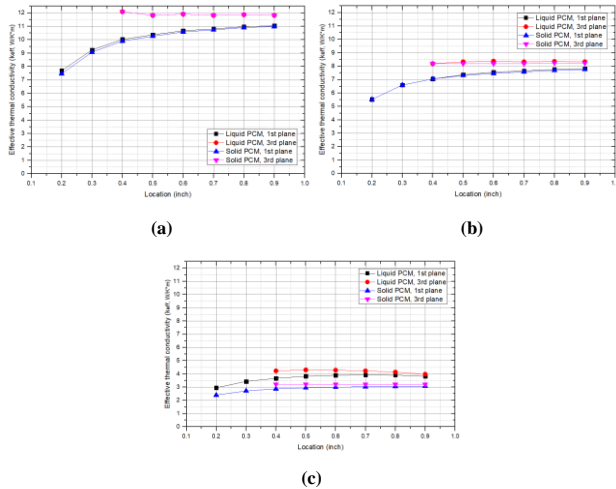 Effective thermal conductivity (keff, W/K*m)
12
11
10
9
8
7
6
5
4
3
2
1
0
Liquid PCM, 1st plane
Liquid PCM, 3rd plane
Solid PCM, 1st plane
Solid PCM, 3rd plane
0.1 0.2 0.3 0.4 0.5 0.6 0.7 0.8 0.9 1.0
Location (inch)
(a)
Effective thermal conductivity (keff, W/K*m)
12
11
10
9
8
7
6
5
4
3
2
1
0
Liquid PCM, 1st plane
Liquid PCM, 3rd plane
Solid PCM, 1st plane
Solid PCM, 3rd plane
0.1 0.2 0.3 0.4 0.5 0.6 0.7 0.8 0.9 1.0
Location (inch)
(b)
Effective thermal conductivity (keff, W/K*m)
12
11
10
9
8
7
6
5
4
3
2
1
0
Liquid PCM, 1st plane
Liquid PCM, 3rd plane
Solid PCM, 1st plane
Solid PCM, 3rd plane
0.1 0.2 0.3 0.4 0.5 0.6 0.7 0.8 0.9 1.0
Location (inch)
(c)